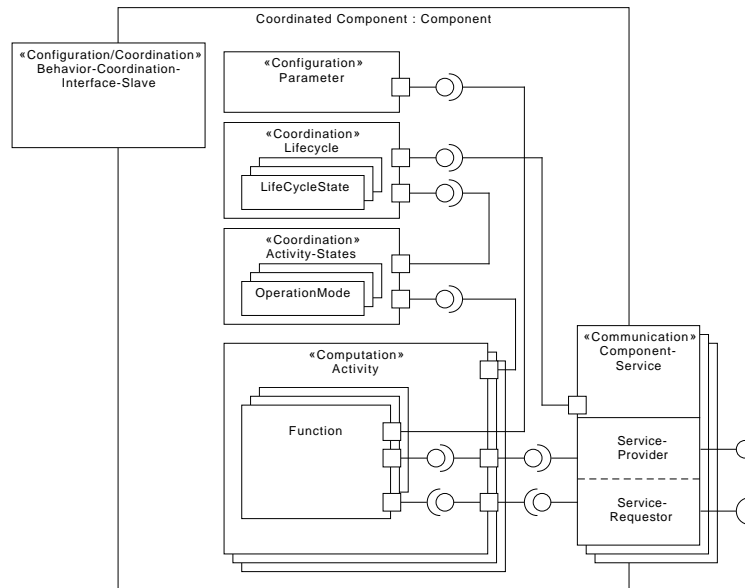 Coordinated Component : Component
«Configuration/Coordination»
Behavior-Coordination-
Interface-Slave
«Configuration»
Parameter
«Coordination»
Lifecycle
LifeCycleState
«Coordination»
Activity-States
OperationMode
«Computation»
Activity
Function
«Communication»
Component-
Service
Service-
Provider
Service-
Requestor